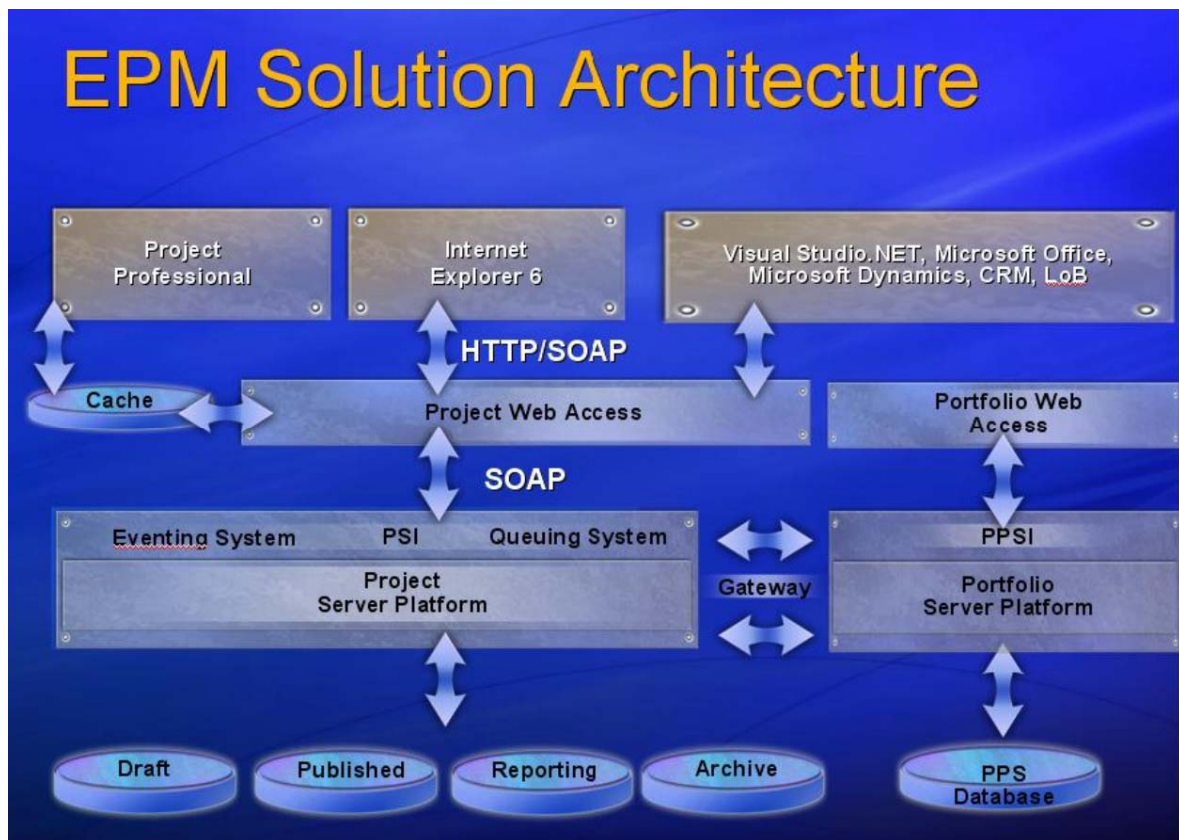 EPM Solution Architecture
Project
Professional
Internet
Explorer 6
Visual Studio.NET, Microsoft Office,
Microsoft Dynamics, CRM, LoB
HTTP/SOAP
Cache
Project Web Access
Portfolio Web
Access
SOAP
Eventing System
PSI
Queuing System
PPSI
Project
Server Platform
Gateway
Portfolio
Server Platform
Draft
Published
Reporting
Archive
PPS
Database